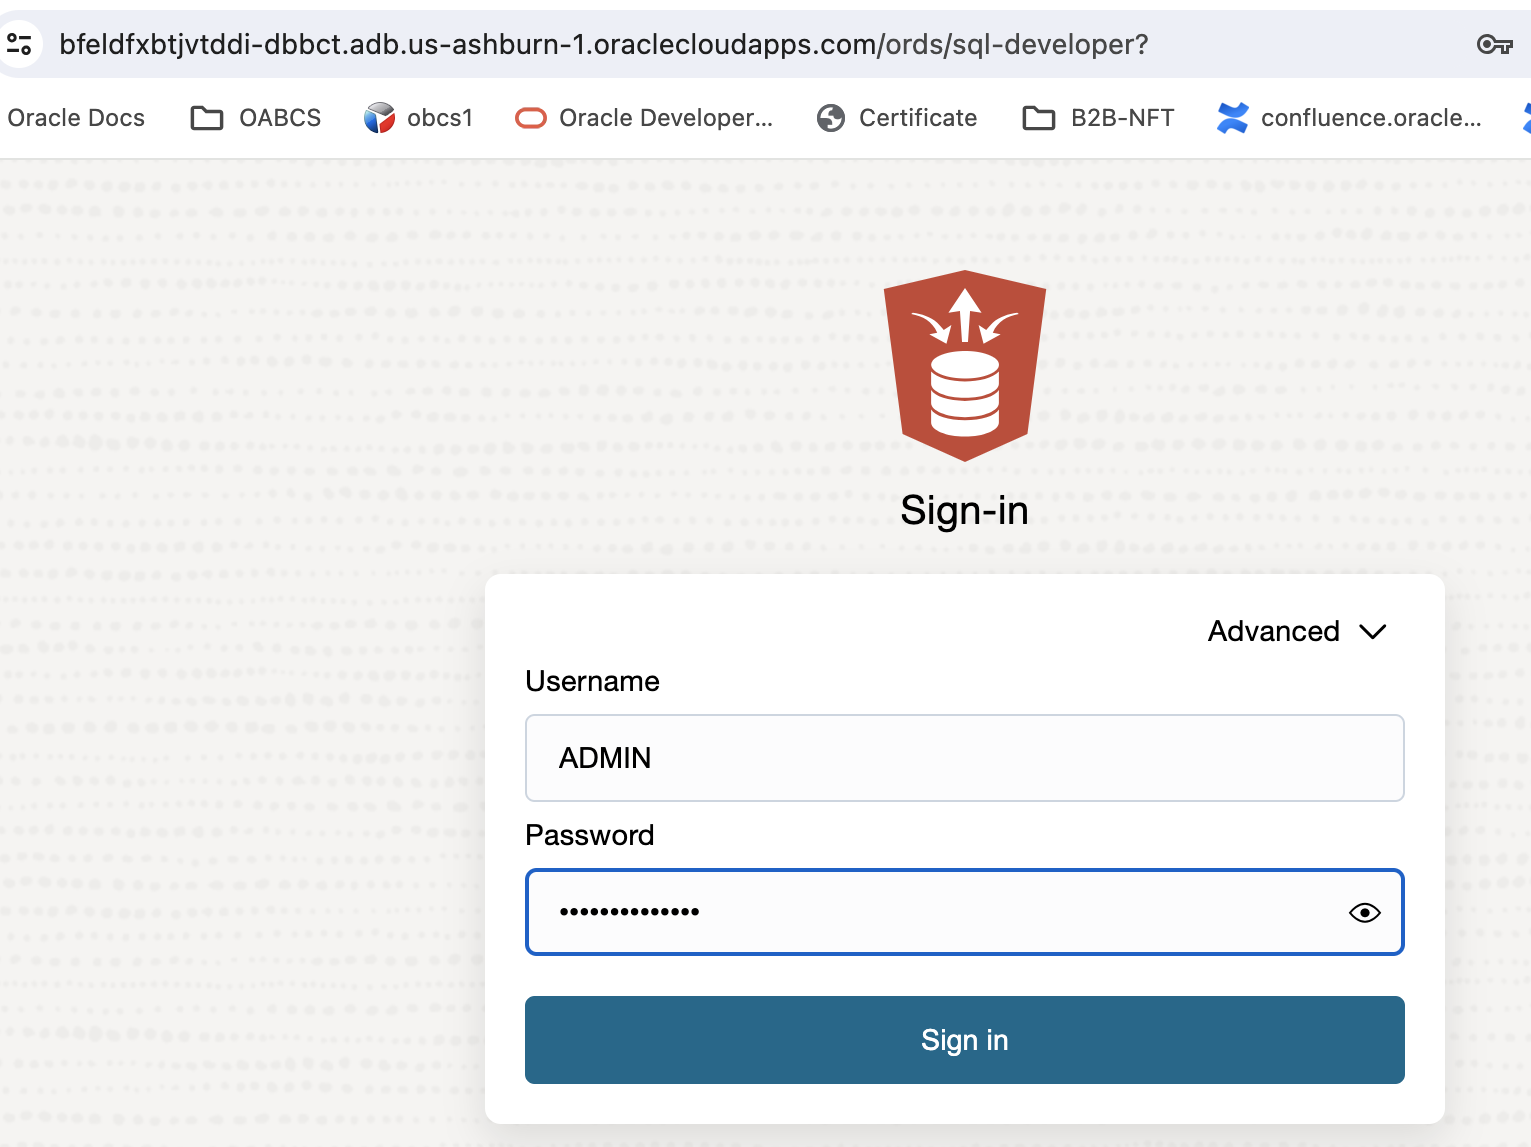 bfeldfxbtjvtddi-dbbct.adb.us-ashburn-1.oraclecloudapps.com/ords/sql-developer?
Oracle Docs OABCS obcs1 Oracle Developer... Certificate B2B-NFT confluence.oracle...
Sign-in
Advanced
Username
ADMIN
Password
••••••••••••••
Sign in